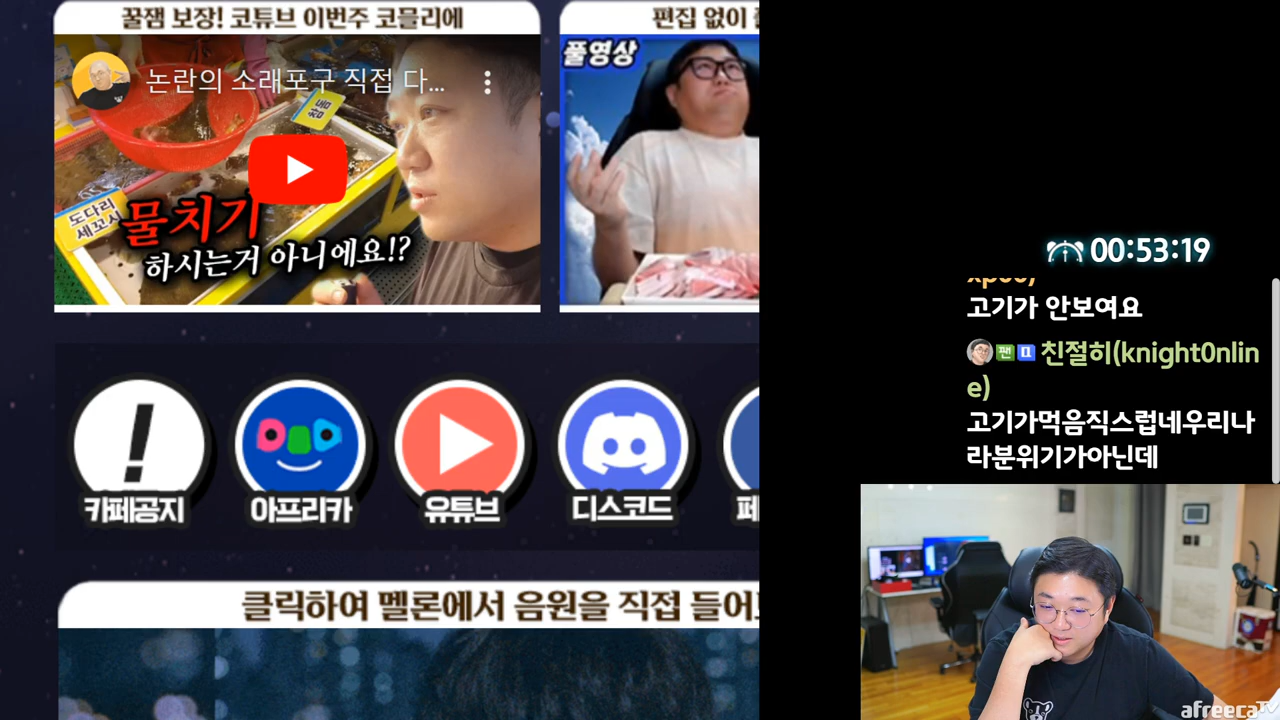 꿀잼 보장! 코튜브 이번주 코믈리에
편집 없이
풀영상
논란의 소래포구 직접 다...
참돔
도다리
세꼬시
물치기
하시는거 아니에요!?
00:53:19
고기가 안보여요
팬 친절히(knight0nlin
e)
고기가먹음직스럽네우리나
라분위기가아닌데
카페공지
아프리카
유튜브
디스코드
페
클릭하여 멜론에서 음원을 직접 들어
afreecaTV